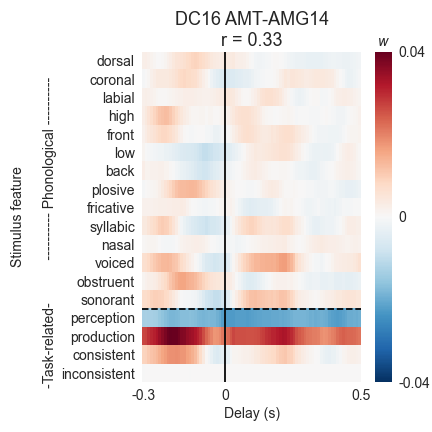 DC16 AMT-AMG14
r = 0.33
w
Stimulus feature
---------- Phonological ----------
-Task-related-
dorsal
coronal
labial
high
front
low
back
plosive
fricative
syllabic
nasal
voiced
obstruent
sonorant
perception
production
consistent
inconsistent
0.04
0
-0.04
-0.3
0
0.5
Delay (s)